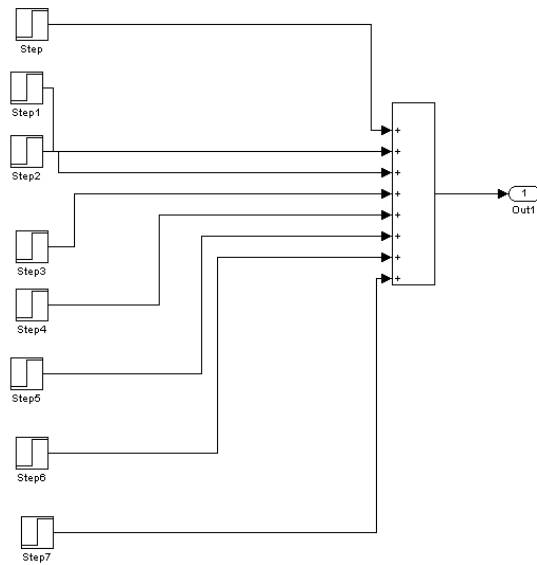 Step
Step1
Step2
Step3
Step4
Step5
Step6
Step7
+
+
+
+
+
+
+
+
1
Out1